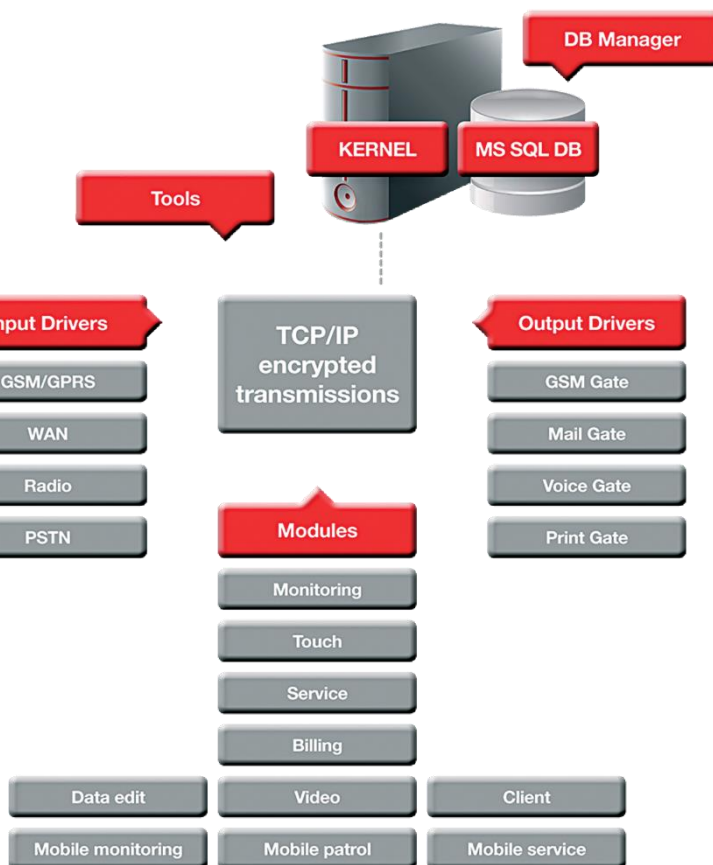 DB Manager
KERNEL
MS SQL DB
Tools
nput Drivers
TCP/IP
encrypted
transmissions
Output Drivers
GSM/GPRS
GSM Gate
WAN
Mail Gate
Radio
Voice Gate
PSTN
Print Gate
Modules
Monitoring
Touch
Service
Billing
Data edit
Video
Client
Mobile monitoring
Mobile patrol
Mobile service